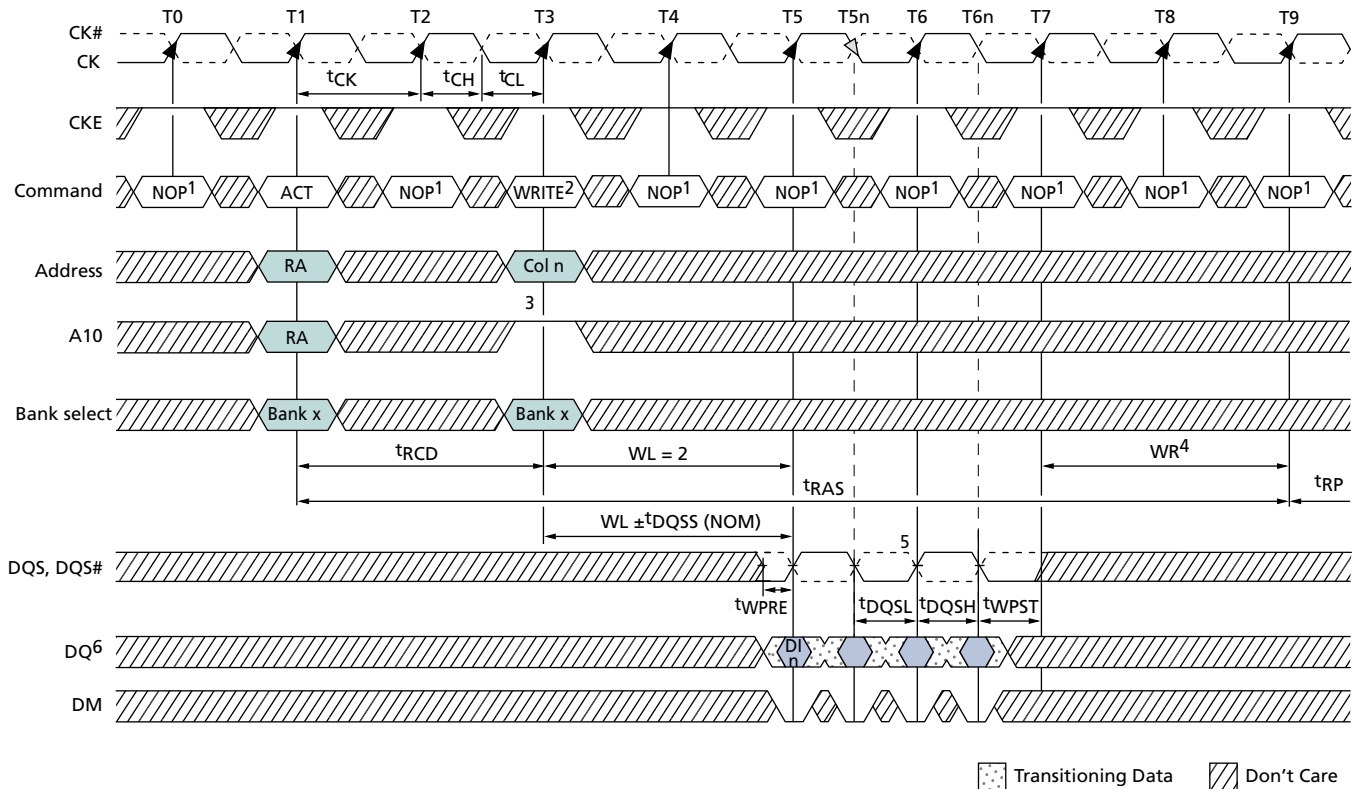 T0 T1 T2 T3 T4 T5 T5n T6 T6n T7 T8 T9
CK#
CK
tCK tCH tCL
CKE
Command NOP1 ACT NOP1 WRITE2 NOP1 NOP1 NOP1 NOP1 NOP1 NOP1
Address RA Col n
3
A10 RA
Bank select Bank x Bank x
tRCD WL = 2 WR4
tRAS tRP
WL ±tDQSS (NOM)
5
DQS, DQS#
tWPRE tDQSL tDQSH tWPST
DQ6 DI
n
DM
Transitioning Data Don't Care